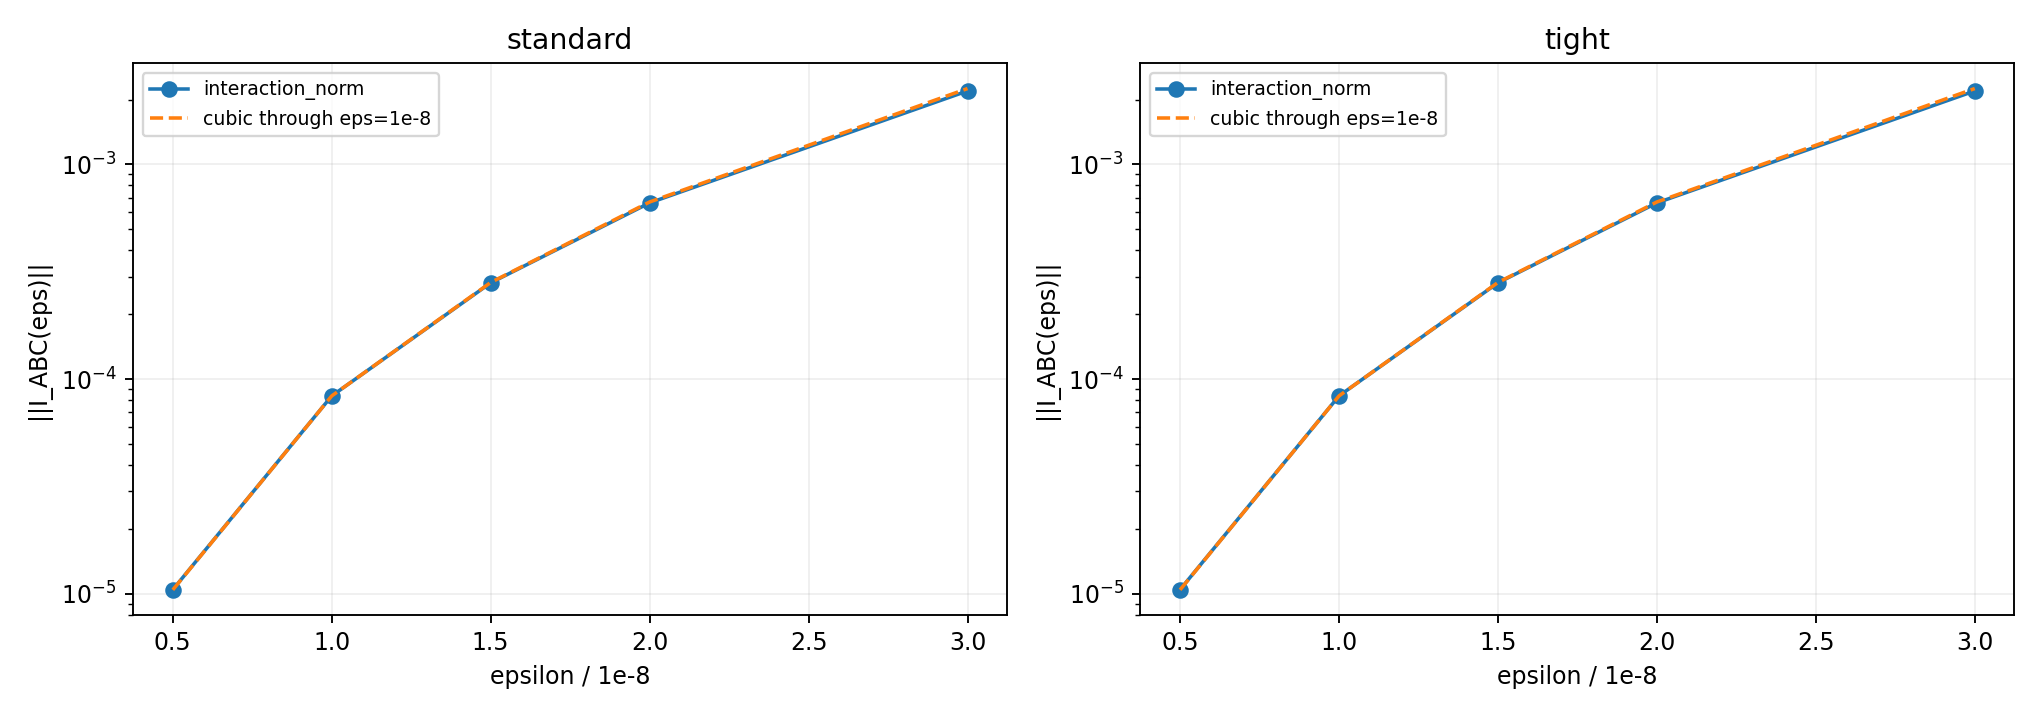 standard
interaction_norm
cubic through eps=1e-8
||I_ABC(eps)||
10⁻³
10⁻⁴
10⁻⁵
0.5 1.0 1.5 2.0 2.5 3.0
epsilon / 1e-8
tight
interaction_norm
cubic through eps=1e-8
||I_ABC(eps)||
10⁻³
10⁻⁴
10⁻⁵
0.5 1.0 1.5 2.0 2.5 3.0
epsilon / 1e-8